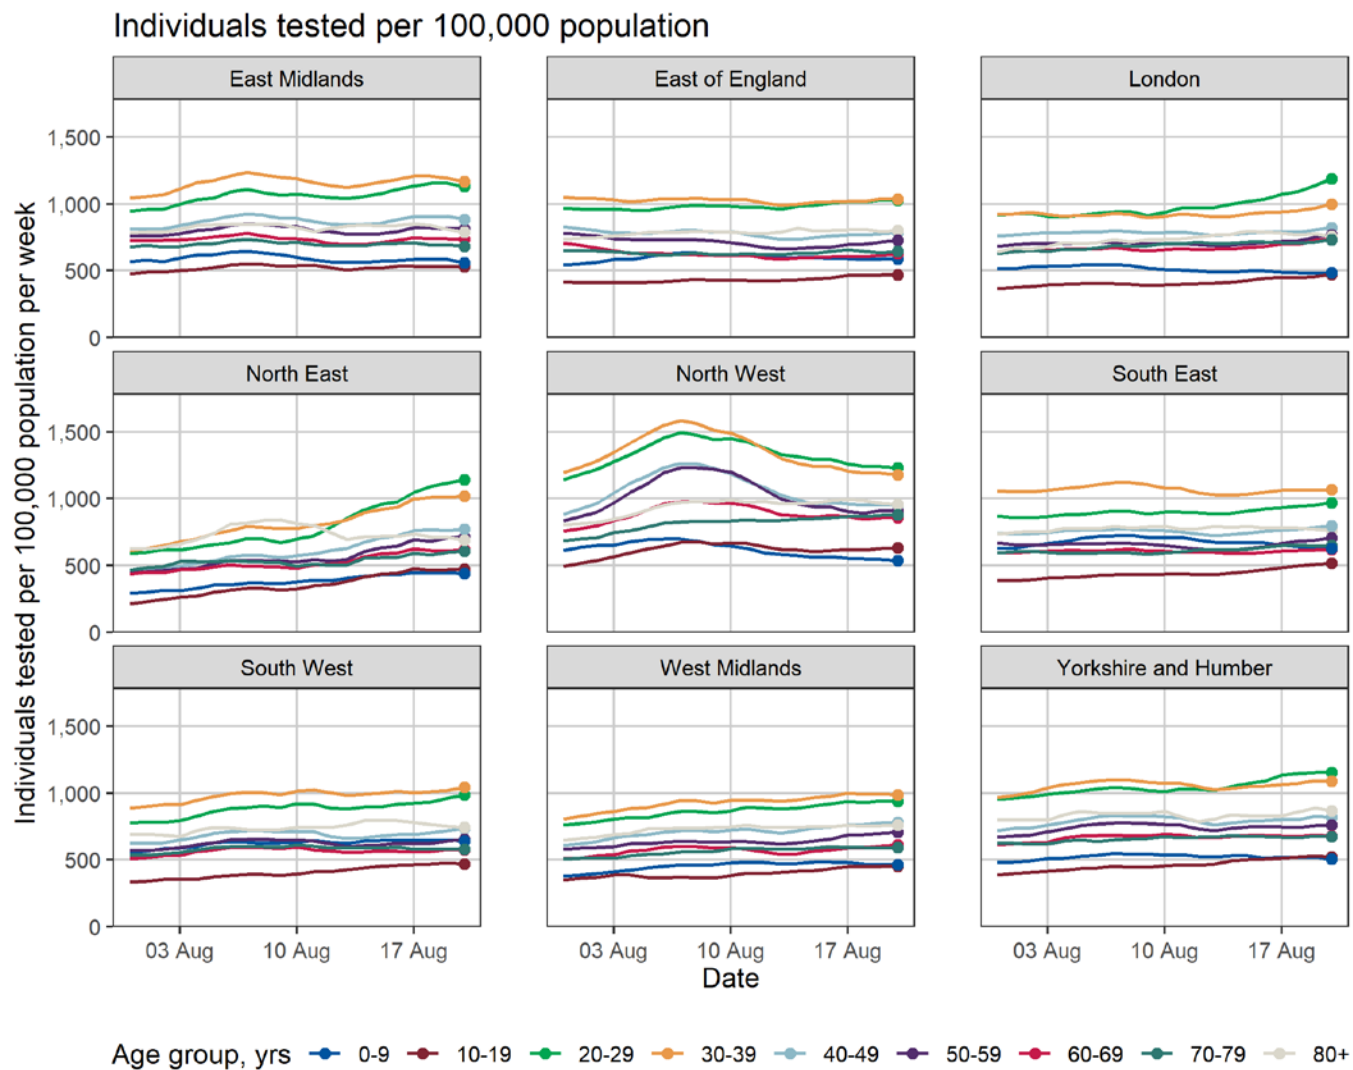 Individuals tested per 100,000 population
East Midlands
East of England
London
1,500
1,000
500
0
North East
North West
South East
1,500
1,000
500
0
South West
West Midlands
Yorkshire and Humber
1,500
1,000
500
0
Individuals tested per 100,000 population per week
03 Aug 10 Aug 17 Aug 03 Aug 10 Aug 17 Aug 03 Aug 10 Aug 17 Aug
Date
Age group, yrs 0-9 10-19 20-29 30-39 40-49 50-59 60-69 70-79 80+